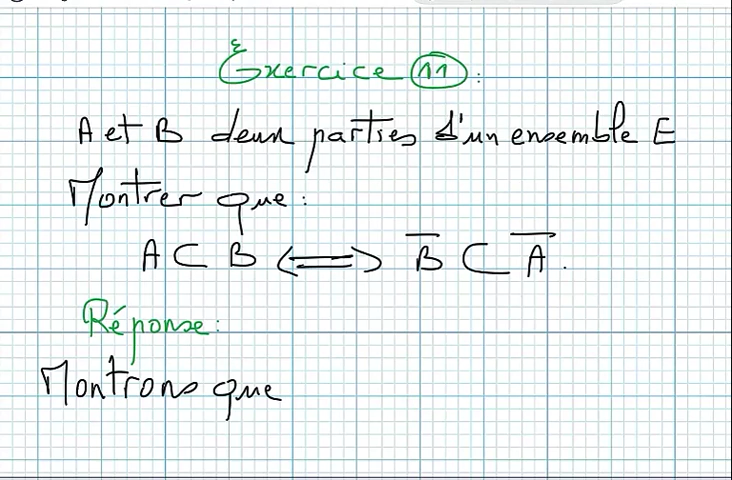 Exercice 11 :
A et B deux parties d'un ensemble E
Montrer que :
A ⊂ B ⟺ B̅ ⊂ A̅ .
Réponse :
Montrons que